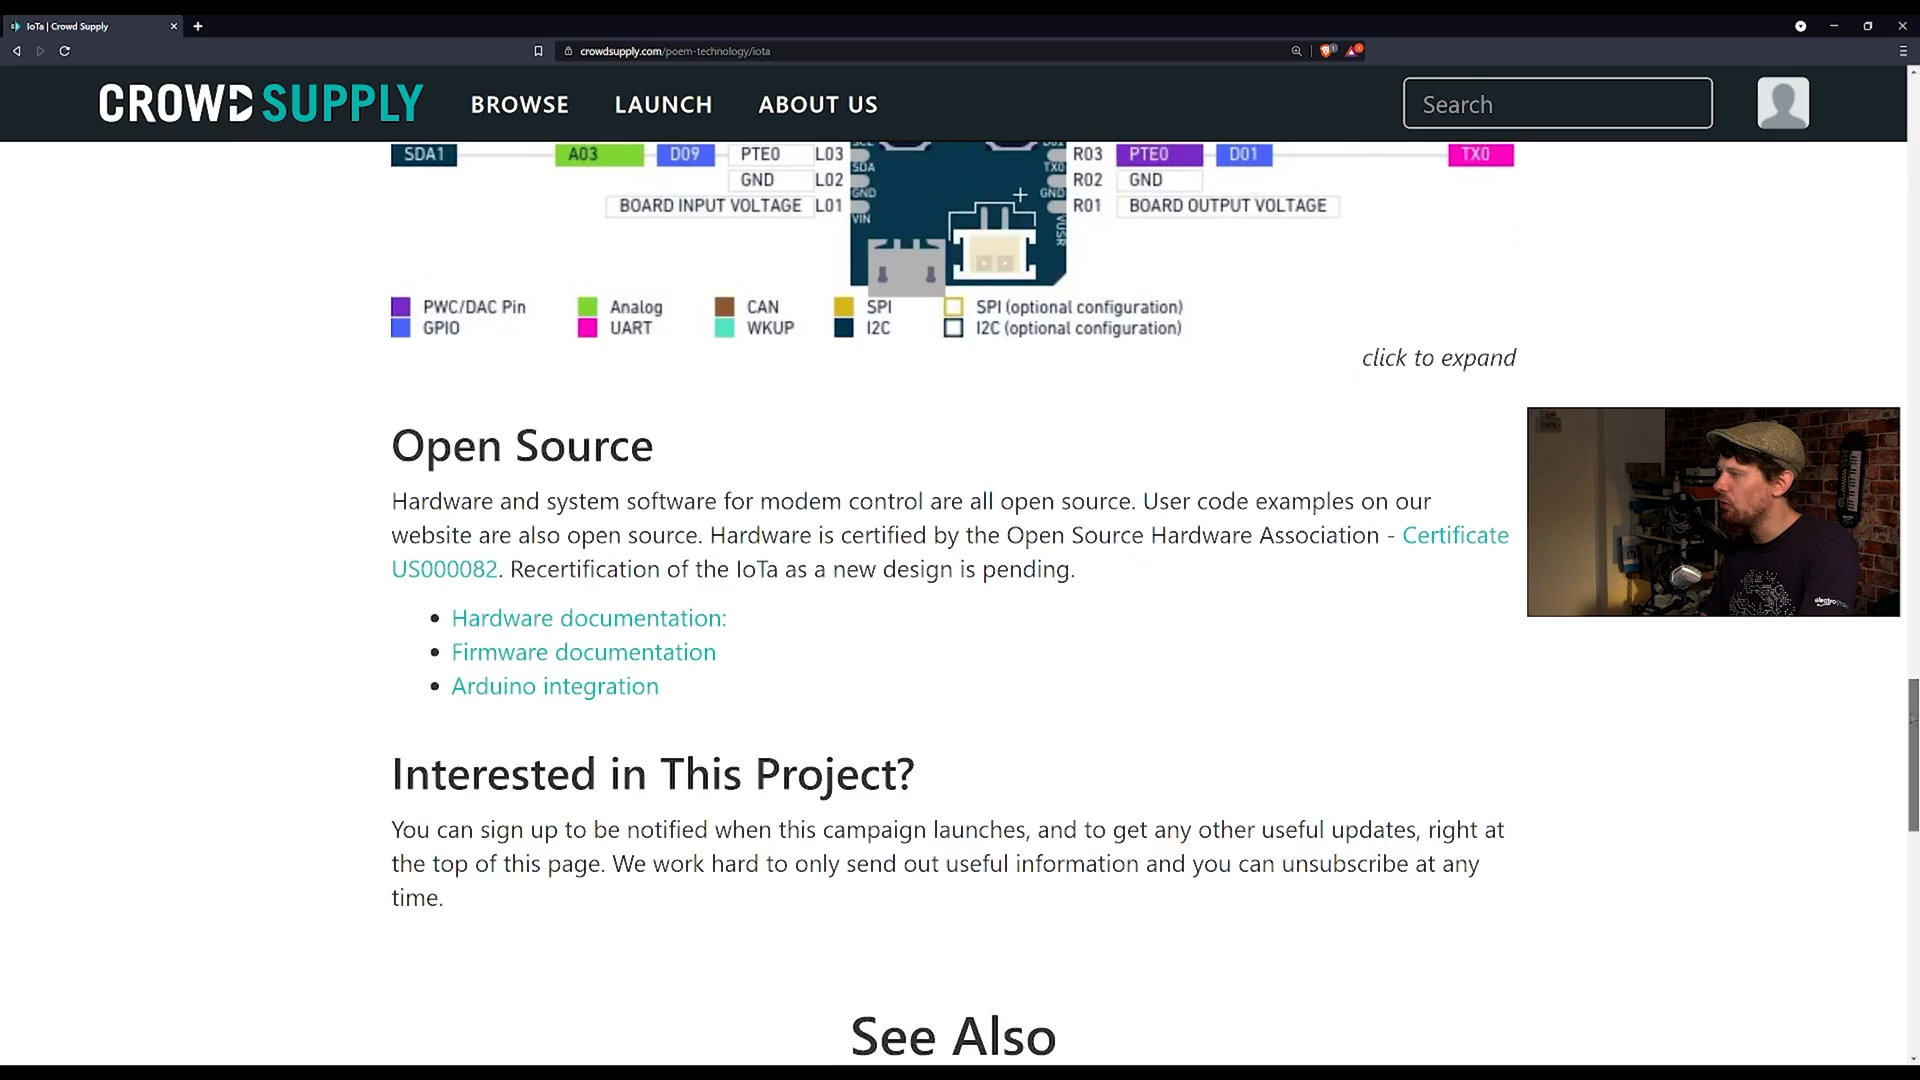 IoTa | Crowd Supply
crowdsupply.com/poem-technology/iota
CROWD SUPPLY BROWSE LAUNCH ABOUT US Search
SDA1 A03 D09 PTE0 L03 SDA TX0 R03 PTE0 D01 TX0
GND L02 GND GND R02 GND
BOARD INPUT VOLTAGE L01 VIN VUSR R01 BOARD OUTPUT VOLTAGE
PWC/DAC Pin Analog CAN SPI SPI (optional configuration)
GPIO UART WKUP I2C I2C (optional configuration)
click to expand
Open Source
Hardware and system software for modem control are all open source. User code examples on our
website are also open source. Hardware is certified by the Open Source Hardware Association - Certificate
US000082. Recertification of the IoTa as a new design is pending.
Hardware documentation:
Firmware documentation
Arduino integration
Interested in This Project?
You can sign up to be notified when this campaign launches, and to get any other useful updates, right at
the top of this page. We work hard to only send out useful information and you can unsubscribe at any
time.
See Also